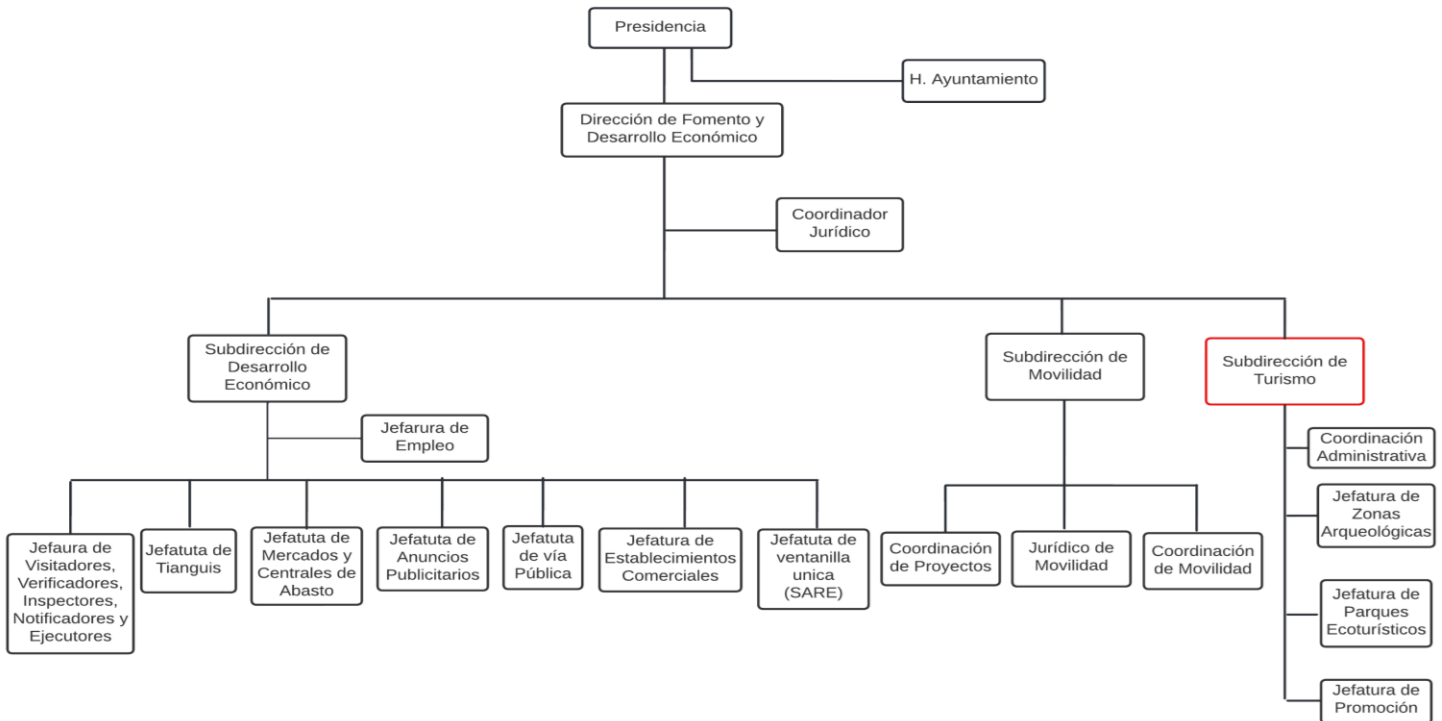 Presidencia
H. Ayuntamiento
Dirección de Fomento y
Desarrollo Económico
Coordinador
Jurídico
Subdirección de
Desarrollo
Económico
Subdirección de
Movilidad
Subdirección de
Turismo
Jefarura de
Empleo
Jefaura de
Visitadores,
Verificadores,
Inspectores,
Notificadores y
Ejecutores
Jefatuta de
Tianguis
Jefatuta de
Mercados y
Centrales de
Abasto
Jefatuta de
Anuncios
Publicitarios
Jefatuta
de vía
Pública
Jefatura de
Establecimientos
Comerciales
Jefatuta de
ventanilla
unica
(SARE)
Coordinación
de Proyectos
Jurídico de
Movilidad
Coordinación
de Movilidad
Coordinación
Administrativa
Jefatura de
Zonas
Arqueológicas
Jefatura de
Parques
Ecoturísticos
Jefatura de
Promoción